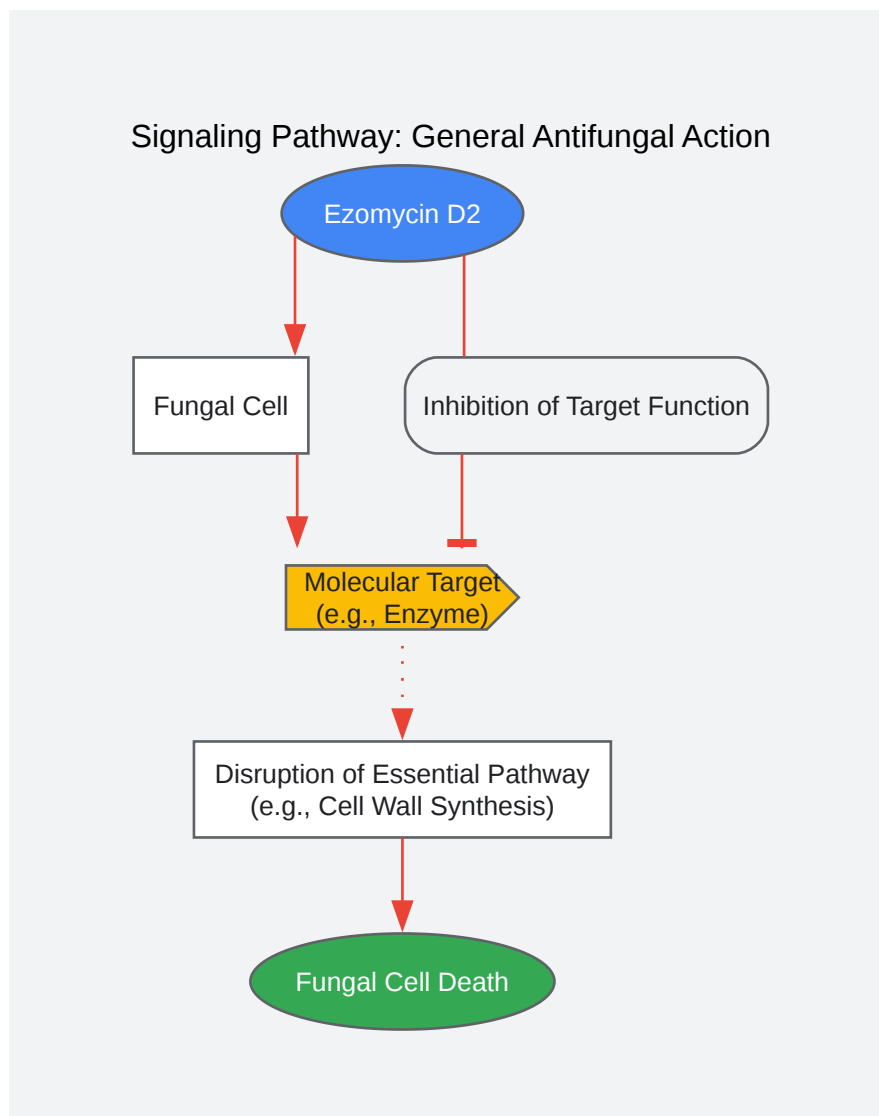 Signaling Pathway: General Antifungal Action
Ezomycin D2
Fungal Cell
Inhibition of Target Function
Molecular Target
(e.g., Enzyme)
Disruption of Essential Pathway
(e.g., Cell Wall Synthesis)
Fungal Cell Death